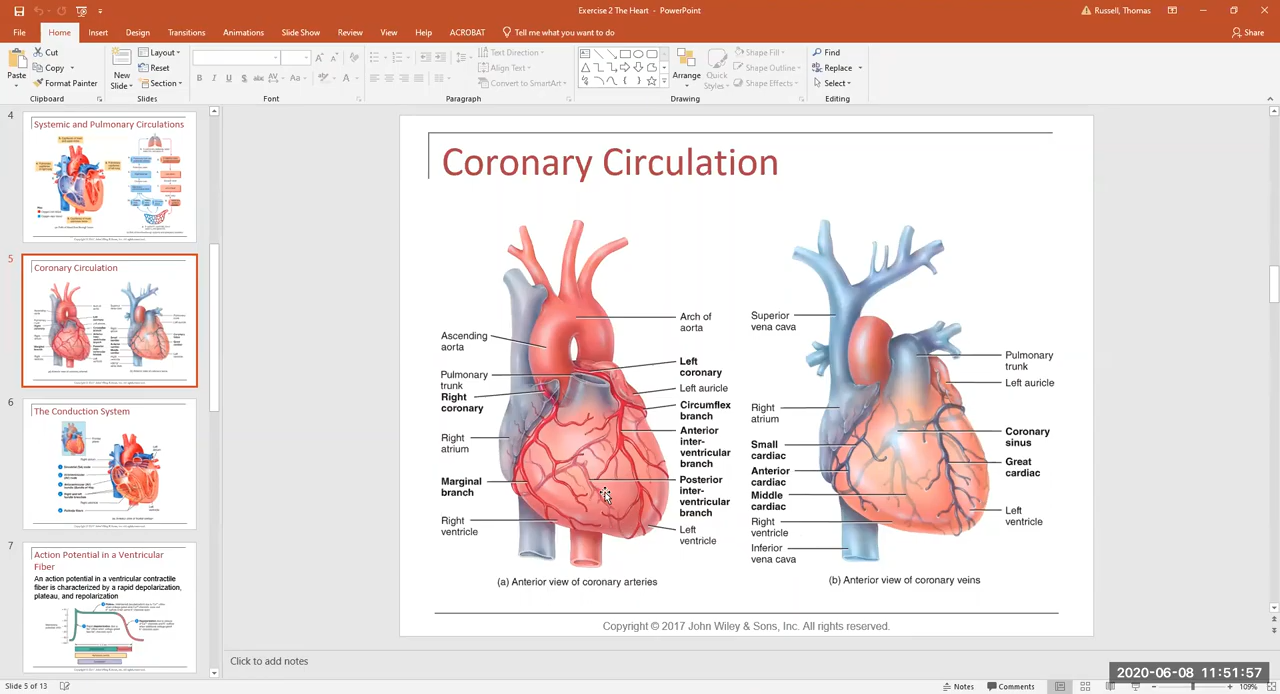 Exercise 2 The Heart - PowerPoint
Russell, Thomas
File Home Insert Design Transitions Animations Slide Show Review View Help ACROBAT Tell me what you want to do
Share
Paste
Cut
Copy
Format Painter
Clipboard
New
Slide
Layout
Reset
Section
Slides
Font
Text Direction
Align Text
Convert to SmartArt
Paragraph
Arrange
Quick
Styles
Shape Fill
Shape Outline
Shape Effects
Drawing
Find
Replace
Select
Editing
4
Systemic and Pulmonary Circulations
5
Coronary Circulation
6
The Conduction System
7
Action Potential in a Ventricular
Fiber
An action potential in a ventricular contractile
fiber is characterized by a rapid depolarization,
plateau, and repolarization
Coronary Circulation
Ascending
aorta
Pulmonary
trunk
Right
coronary
Right
atrium
Marginal
branch
Right
ventricle
Arch of
aorta
Left
coronary
Left auricle
Circumflex
branch
Anterior
inter-
ventricular
branch
Posterior
inter-
ventricular
branch
Left
ventricle
(a) Anterior view of coronary arteries
Superior
vena cava
Right
atrium
Small
cardiac
Anterior
cardiac
Middle
cardiac
Right
ventricle
Inferior
vena cava
Pulmonary
trunk
Left auricle
Coronary
sinus
Great
cardiac
Left
ventricle
(b) Anterior view of coronary veins
Copyright © 2017 John Wiley & Sons, Inc. All rights reserved.
Click to add notes
2020-06-08 11:51:57
Slide 5 of 13
Notes
Comments
109%